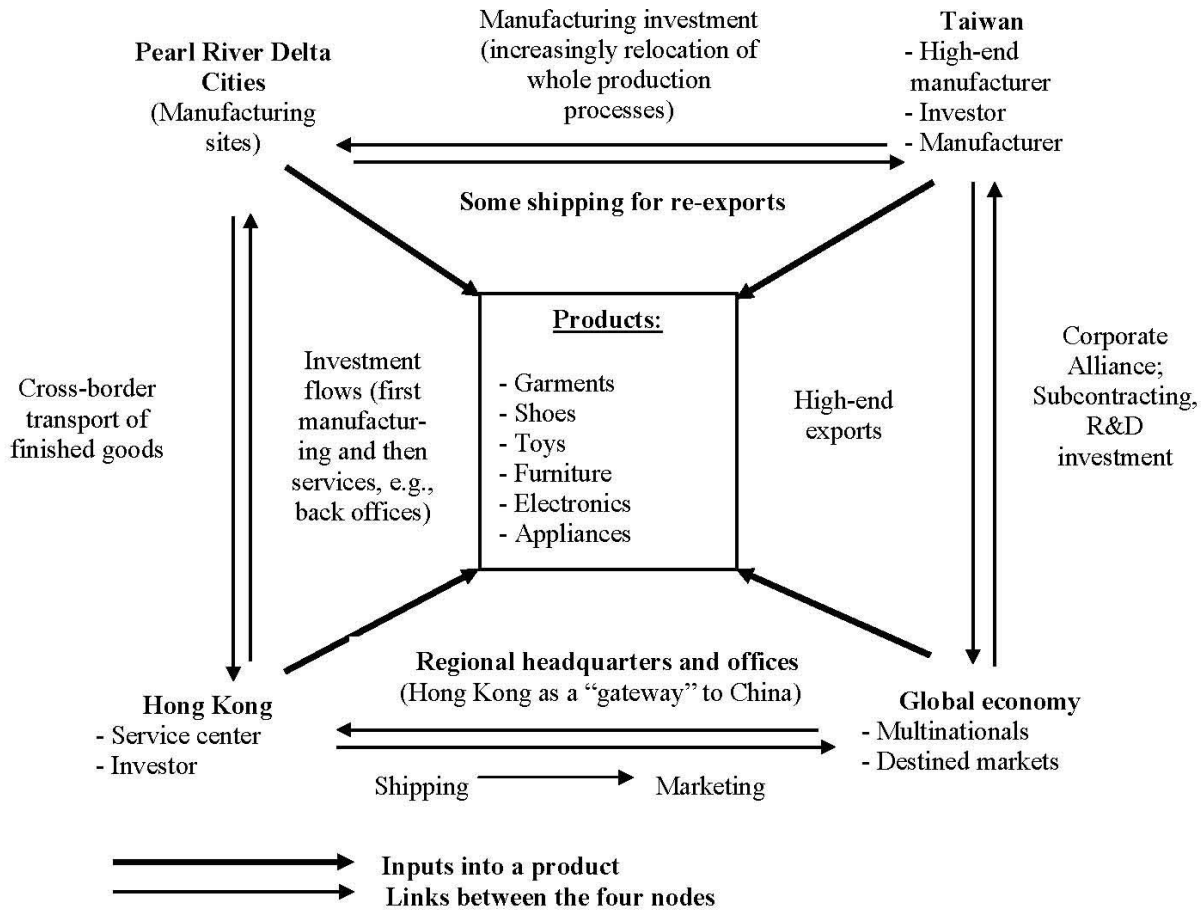 Pearl River Delta
Cities
(Manufacturing
sites)
Manufacturing investment
(increasingly relocation of
whole production
processes)
Taiwan
- High-end
manufacturer
- Investor
- Manufacturer
Some shipping for re-exports
Cross-border
transport of
finished goods
Investment
flows (first
manufactur-
ing and then
services, e.g.,
back offices)
Products:
- Garments
- Shoes
- Toys
- Furniture
- Electronics
- Appliances
High-end
exports
Corporate
Alliance;
Subcontracting,
R&D
investment
Regional headquarters and offices
(Hong Kong as a “gateway” to China)
Hong Kong
- Service center
- Investor
Global economy
- Multinationals
- Destined markets
Shipping
Marketing
Inputs into a product
Links between the four nodes